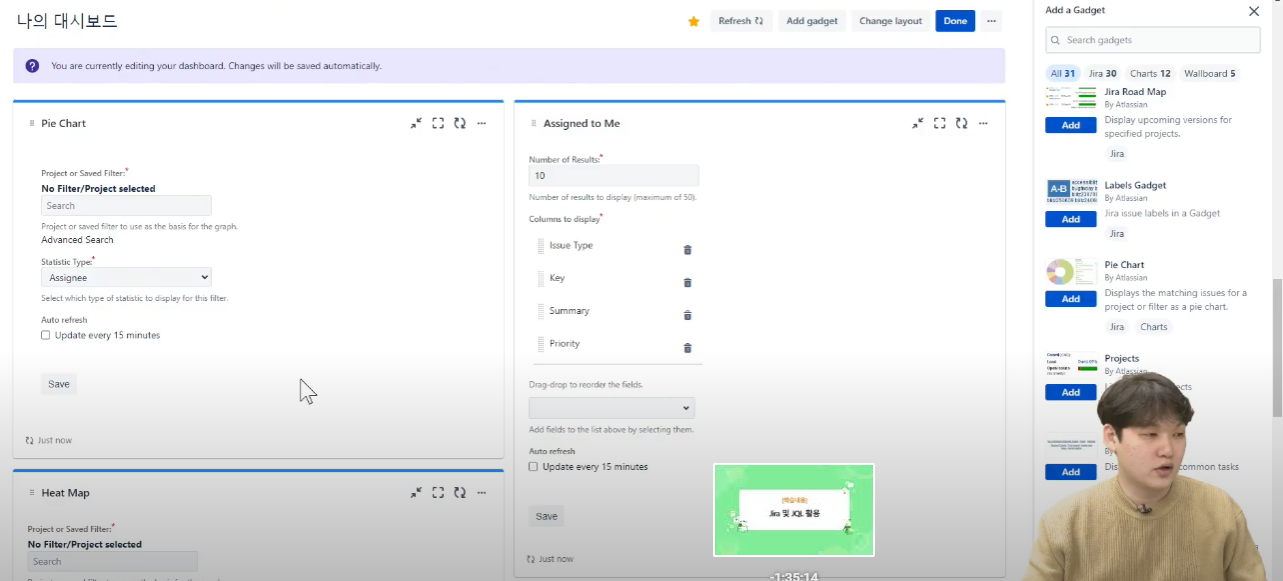 나의 대시보드
Refresh
Add gadget
Change layout
Done
You are currently editing your dashboard. Changes will be saved automatically.
Pie Chart
Project or Saved Filter:*
No Filter/Project selected
Search
Project or saved filter to use as the basis for the graph.
Advanced Search
Statistic Type:*
Assignee
Select which type of statistic to display for this filter.
Auto refresh
Update every 15 minutes
Save
Just now
Heat Map
Project or Saved Filter:*
No Filter/Project selected
Search
Assigned to Me
Number of Results:*
10
Number of results to display (maximum of 50).
Columns to display*
Issue Type
Key
Summary
Priority
Drag-drop to reorder the fields.
Add fields to the list above by selecting them.
Auto refresh
Update every 15 minutes
Save
Just now
[학습내용]
Jira 및 JQL 활용
-1:35:14
Add a Gadget
Search gadgets
All 31
Jira 30
Charts 12
Wallboard 5
Jira Road Map
By Atlassian
Add
Display upcoming versions for
specified projects.
Jira
Labels Gadget
By Atlassian
Add
Jira issue labels in a Gadget
Jira
Pie Chart
By Atlassian
Add
Displays the matching issues for a
project or filter as a pie chart.
Jira
Charts
Projects
By Atlassian
Add
Add
common tasks